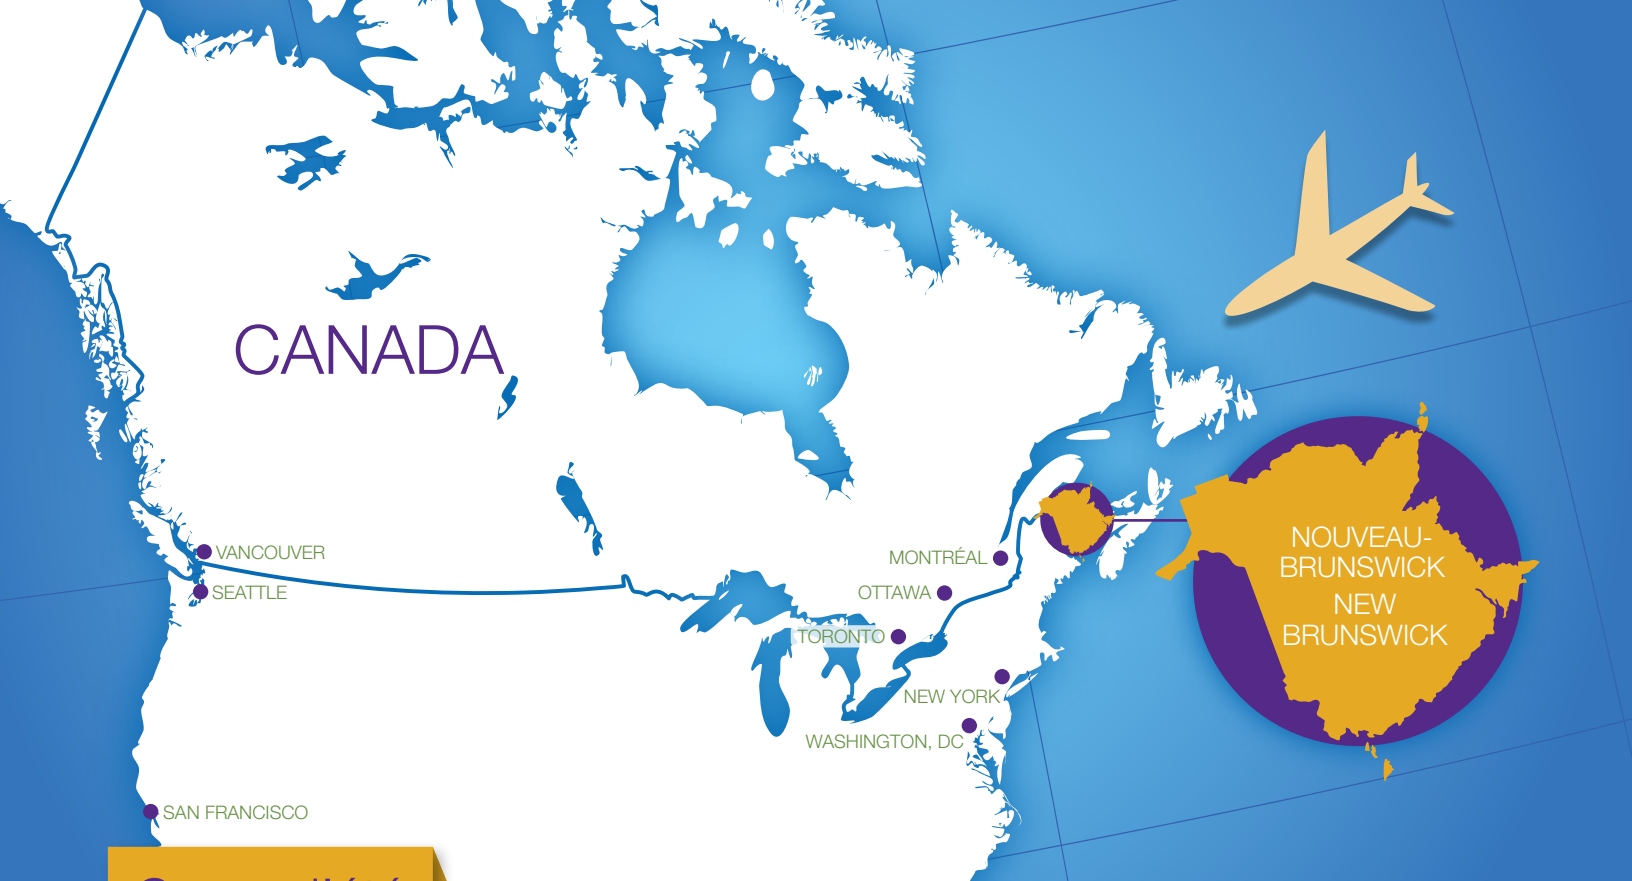 CANADA
VANCOUVER
SEATTLE
MONTRÉAL
OTTAWA
TORONTO
NEW YORK
WASHINGTON, DC
SAN FRANCISCO
NOUVEAU-
BRUNSWICK
NEW
BRUNSWICK